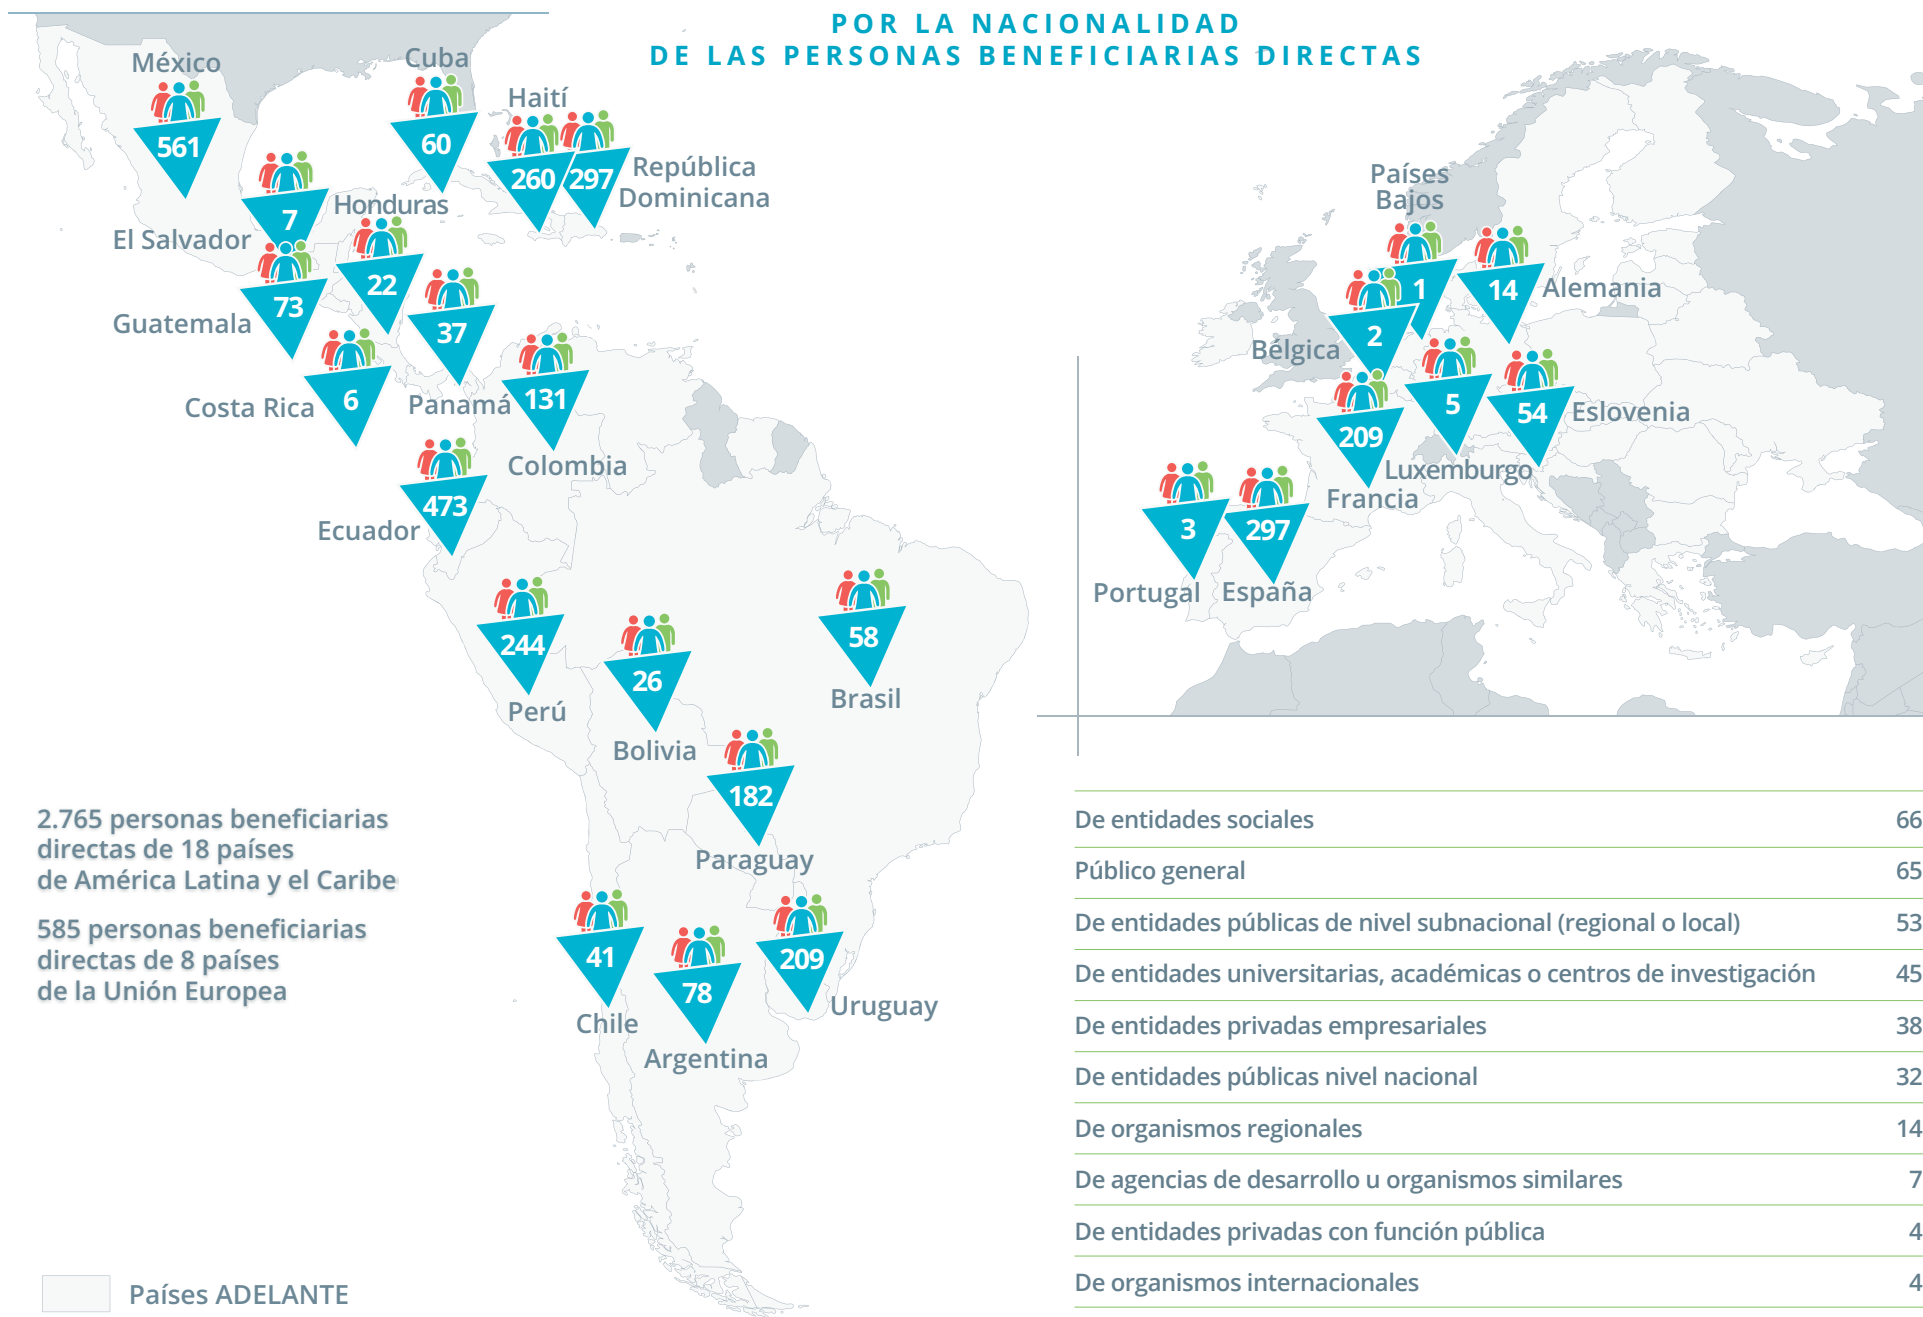 POR LA NACIONALIDAD
DE LAS PERSONAS BENEFICIARIAS DIRECTAS
México
561
Cuba
60
Haití
260
297
República
Dominicana
7
Honduras
El Salvador
22
73
Guatemala
37
6
Costa Rica
Panamá
131
Colombia
473
Ecuador
244
Perú
26
Bolivia
58
Brasil
182
Paraguay
41
Chile
78
Argentina
209
Uruguay
Países
Bajos
1
14
Alemania
2
Bélgica
5
54
Eslovenia
209
Luxemburgo
Francia
3
297
Portugal
España
2.765 personas beneficiarias
directas de 18 países
de América Latina y el Caribe
585 personas beneficiarias
directas de 8 países
de la Unión Europea
Países ADELANTE
De entidades sociales 66
Público general 65
De entidades públicas de nivel subnacional (regional o local) 53
De entidades universitarias, académicas o centros de investigación 45
De entidades privadas empresariales 38
De entidades públicas nivel nacional 32
De organismos regionales 14
De agencias de desarrollo u organismos similares 7
De entidades privadas con función pública 4
De organismos internacionales 4